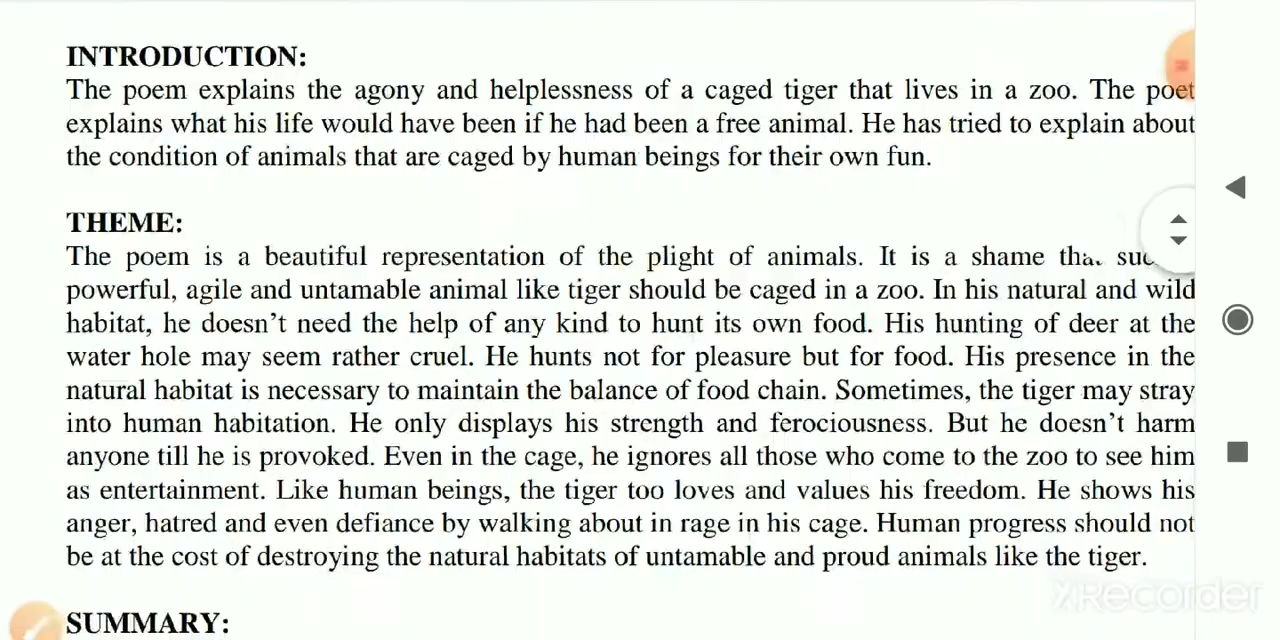 INTRODUCTION:
The poem explains the agony and helplessness of a caged tiger that lives in a zoo. The poet
explains what his life would have been if he had been a free animal. He has tried to explain about
the condition of animals that are caged by human beings for their own fun.
THEME:
The poem is a beautiful representation of the plight of animals. It is a shame that
powerful, agile and untamable animal like tiger should be caged in a zoo. In his natural and wild
habitat, he doesn’t need the help of any kind to hunt its own food. His hunting of deer at the
water hole may seem rather cruel. He hunts not for pleasure but for food. His presence in the
natural habitat is necessary to maintain the balance of food chain. Sometimes, the tiger may stray
into human habitation. He only displays his strength and ferociousness. But he doesn’t harm
anyone till he is provoked. Even in the cage, he ignores all those who come to the zoo to see him
as entertainment. Like human beings, the tiger too loves and values his freedom. He shows his
anger, hatred and even defiance by walking about in rage in his cage. Human progress should not
be at the cost of destroying the natural habitats of untamable and proud animals like the tiger.
XRecorder
SUMMARY: